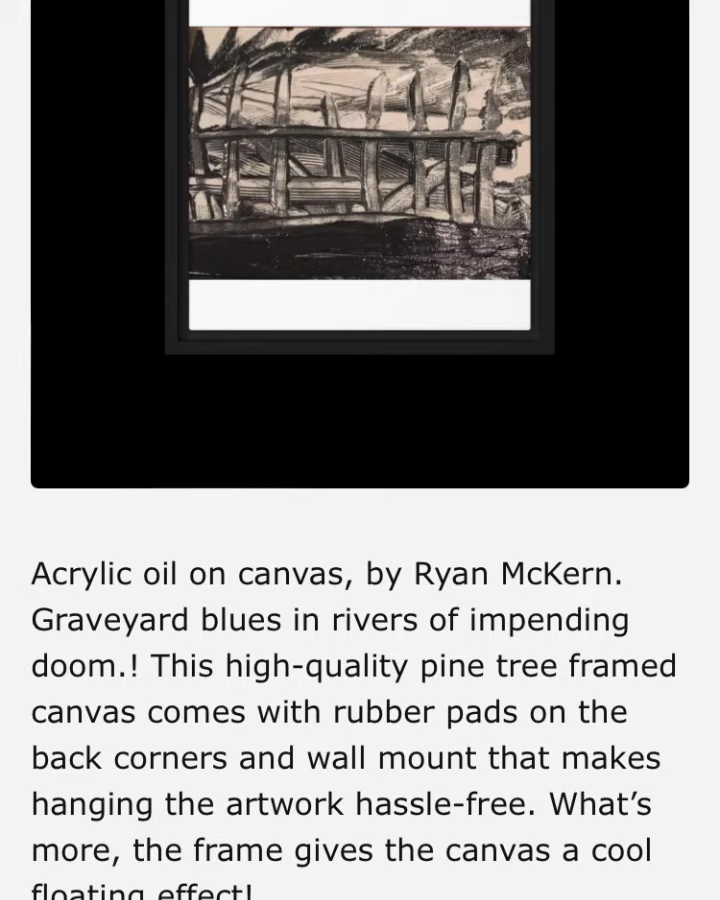 Acrylic oil on canvas, by Ryan McKern.
Graveyard blues in rivers of impending
doom.! This high-quality pine tree framed
canvas comes with rubber pads on the
back corners and wall mount that makes
hanging the artwork hassle-free. What’s
more, the frame gives the canvas a cool
floating effect!